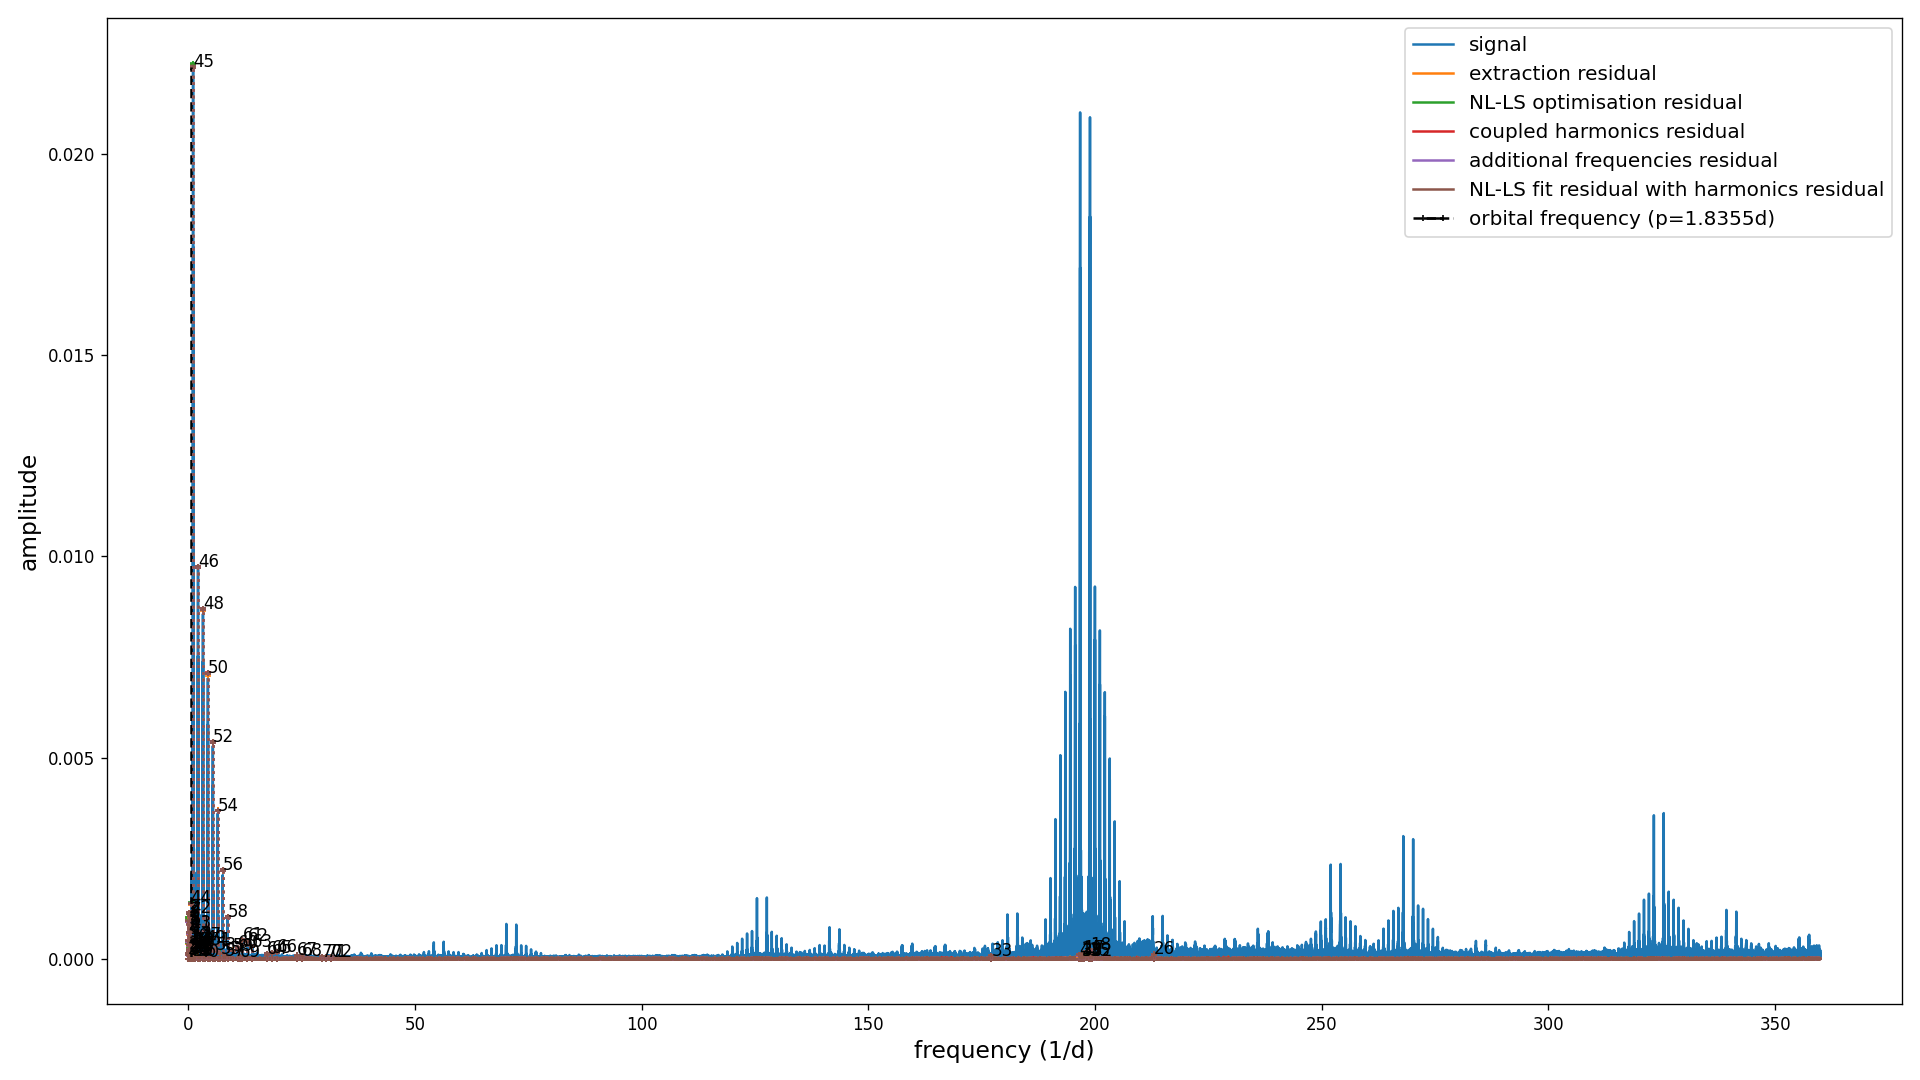 signal
extraction residual
NL-LS optimisation residual
coupled harmonics residual
additional frequencies residual
NL-LS fit residual with harmonics residual
orbital frequency (p=1.8355d)
amplitude
0.020
0.015
0.010
0.005
0.000
45
46
48
50
52
54
56
58
44
33
18
26
0 50 100 150 200 250 300 350
frequency (1/d)